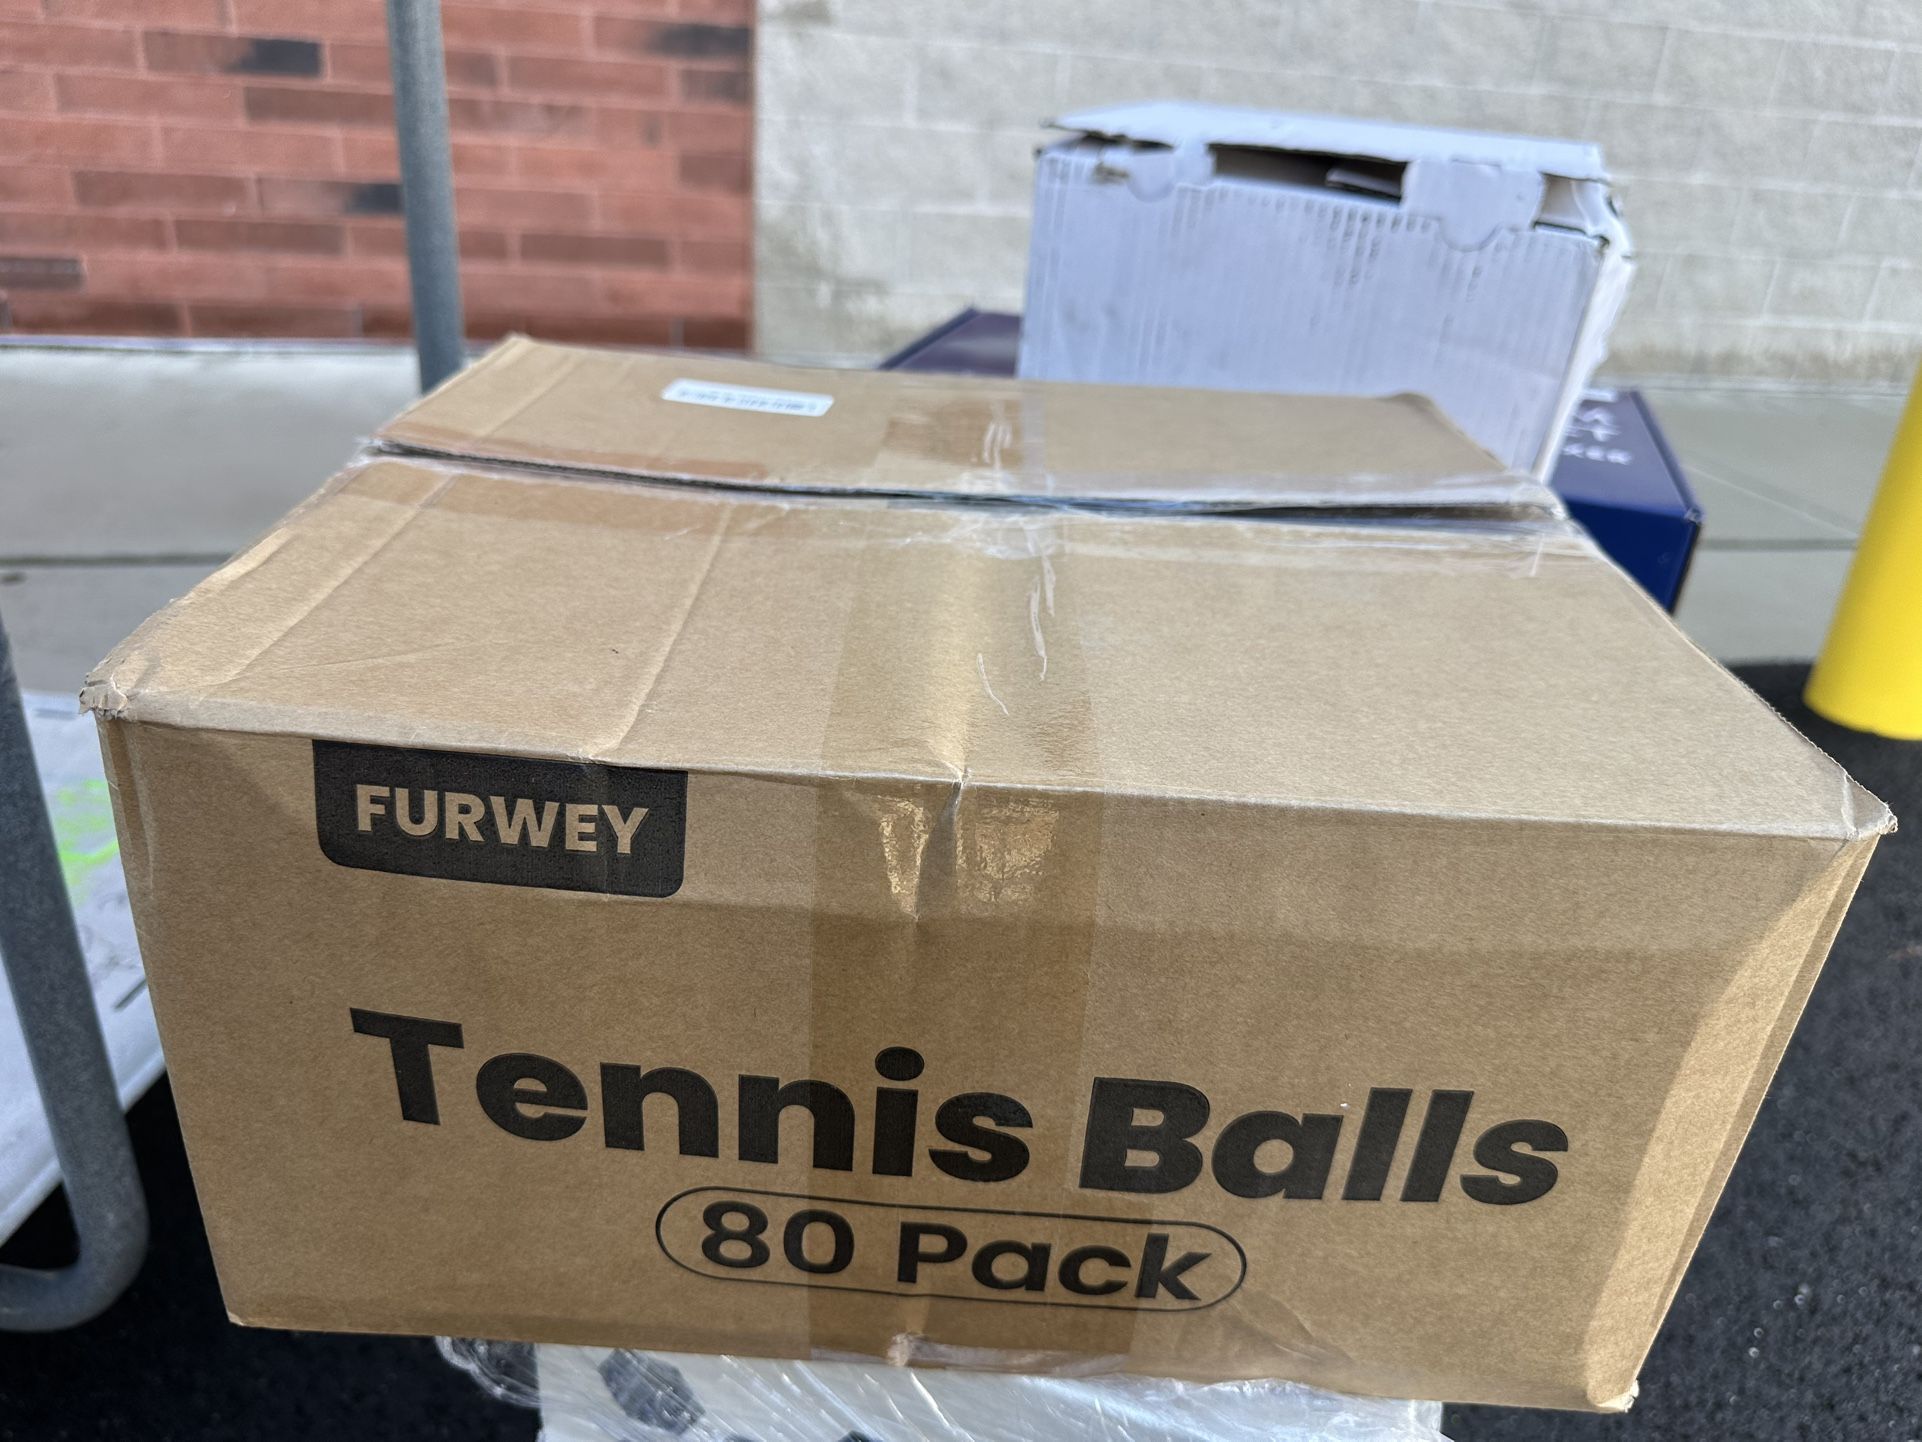 FURWEY
Tennis Balls
80 Pack